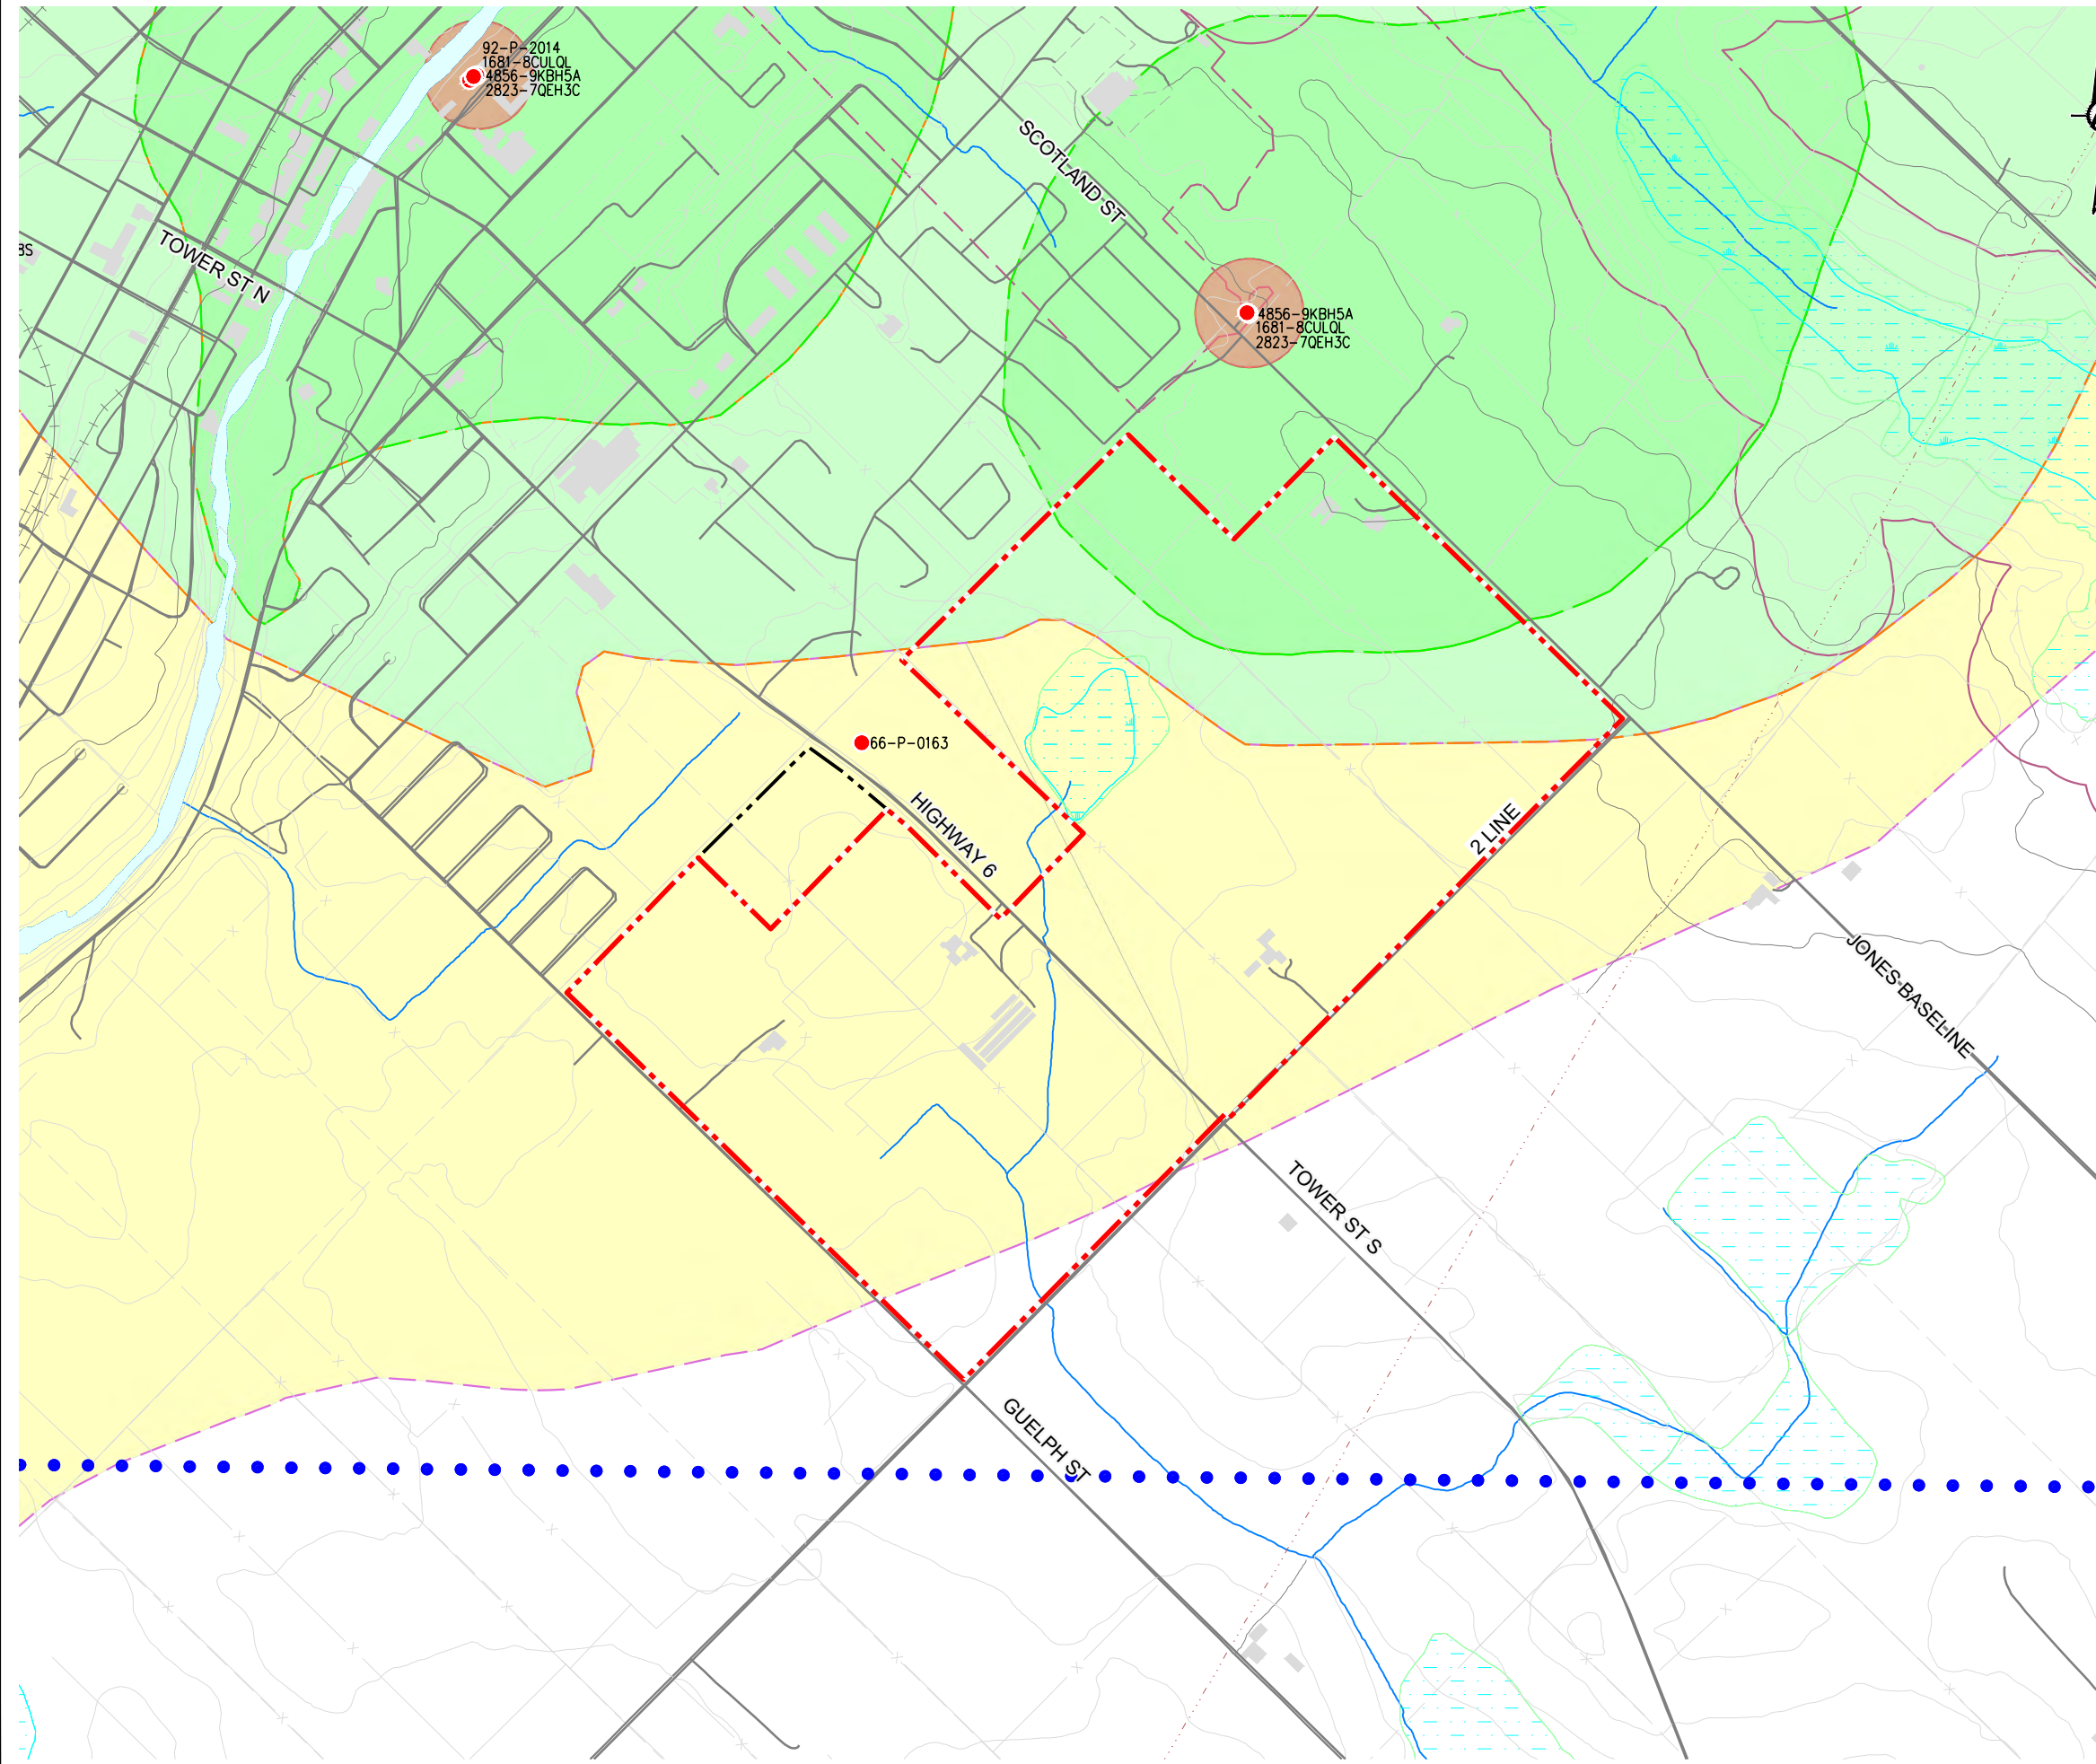 92-P-2014
1681-8CULQL
4856-9KBH5A
2823-7QEH3C
SCOTLAND ST
TOWER ST N
BS
4856-9KBH5A
1681-8CULQL
2823-7QEH3C
66-P-0163
HIGHWAY 6
2 LINE
JONES BASELINE
TOWER ST S
GUELPH ST